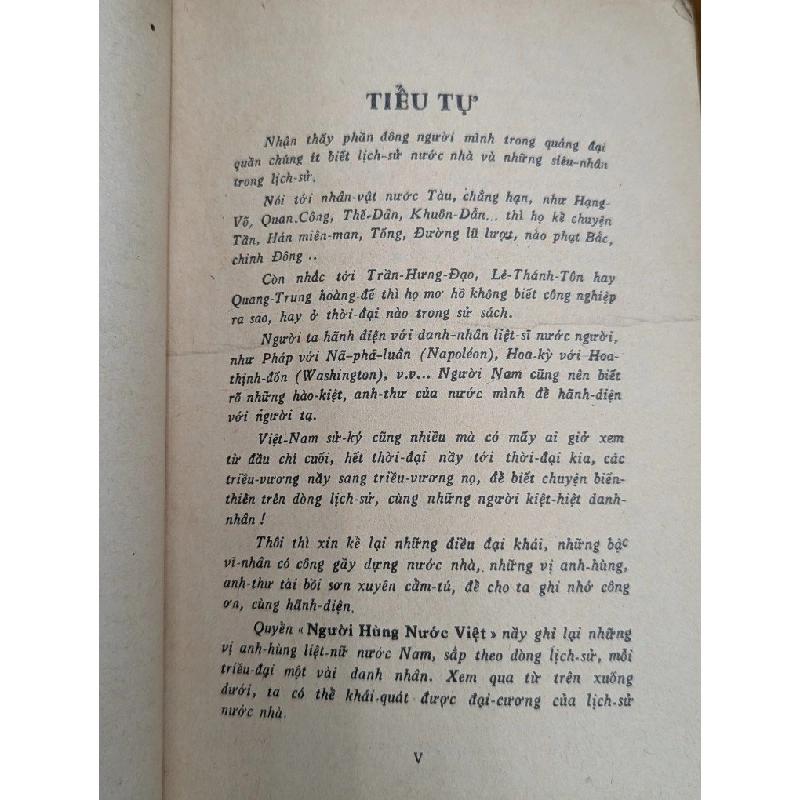 TIỂU TỰ
Nhận thấy phần đông người mình trong quảng đại
quần chúng ít biết lịch-sử nước nhà và những siêu-nhân
trong lịch-sử.
Nói tới nhân-vật nước Tàu, chẳng hạn, như Hạng-
Võ, Quan.Công, Thế-Dân, Khuôn-Dẫn... thì họ kể chuyện
Tần, Hán miên-man, Tống, Đường lũ lượt, nào phạt Bắc,
chinh Đông ..
Còn nhắc tới Trần-Hưng-Đạo, Lê-Thánh-Tôn hay
Quang-Trung hoàng-đế thì họ mơ hồ không biết công nghiệp
ra sao, hay ở thời-đại nào trong sử sách.
Người ta hãnh diện với danh-nhân liệt-sĩ nước người,
như Pháp với Nã-phá-luân (Napoléon), Hoa-kỳ với Hoa-
thịnh-đốn (Washington), v.v... Người Nam cũng nên biết
rõ những hào-kiệt, anh-thư của nước mình để hãnh-diện
với người ta.
Việt-Nam sử-ký cũng nhiều mà có mấy ai giở xem
từ đầu chí cuối, hết thời-đại nầy tới thời-đại kia, các
triều-vương nầy sang triều-vương nọ, để biết chuyện biến-
thiên trên dòng lịch-sử, cùng những người kiệt-hiệt danh-
nhân !
Thôi thì xin kể lại những điều đại khái, những bậc
vĩ-nhân có công gầy dựng nước nhà, những vị anh-hùng,
anh-thư tài bồi sơn xuyên cẩm-tú, để cho ta ghi nhớ công
ơn, cùng hãnh-diện.
Quyển «Người Hùng Nước Việt» nầy ghi lại những
vị anh-hùng liệt-nữ nước Nam, sắp theo dòng lịch-sử, mỗi
triều-đại một vài danh nhân. Xem qua từ trên xuống
dưới, ta có thể khái-quát được đại-cương của lịch-sử
nước nhà.
V